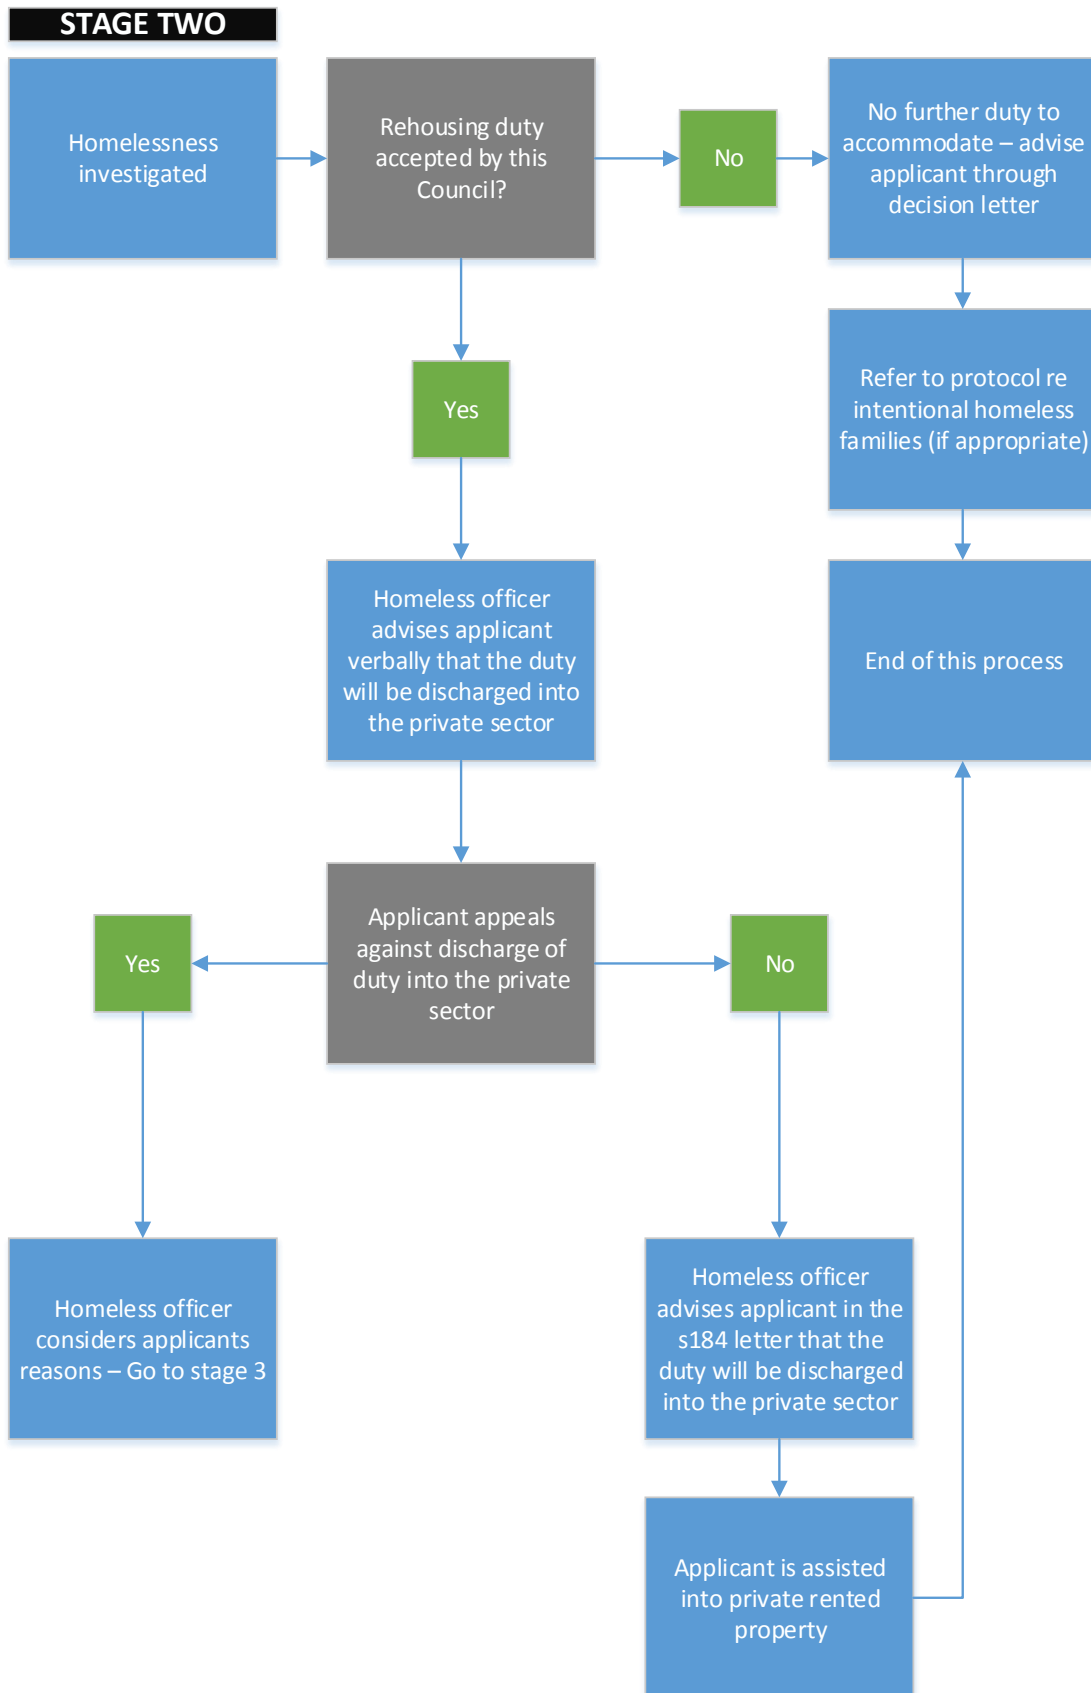 STAGE TWO
Homelessness
investigated
Rehousing duty
accepted by this
Council?
No
No further duty to
accommodate – advise
applicant through
decision letter
Refer to protocol re
intentional homeless
families (if appropriate)
Yes
Homeless officer
advises applicant
verbally that the duty
will be discharged into
the private sector
End of this process
Applicant appeals
against discharge of
duty into the private
sector
Yes
No
Homeless officer
considers applicants
reasons – Go to stage 3
Homeless officer
advises applicant in the
s184 letter that the
duty will be discharged
into the private sector
Applicant is assisted
into private rented
property